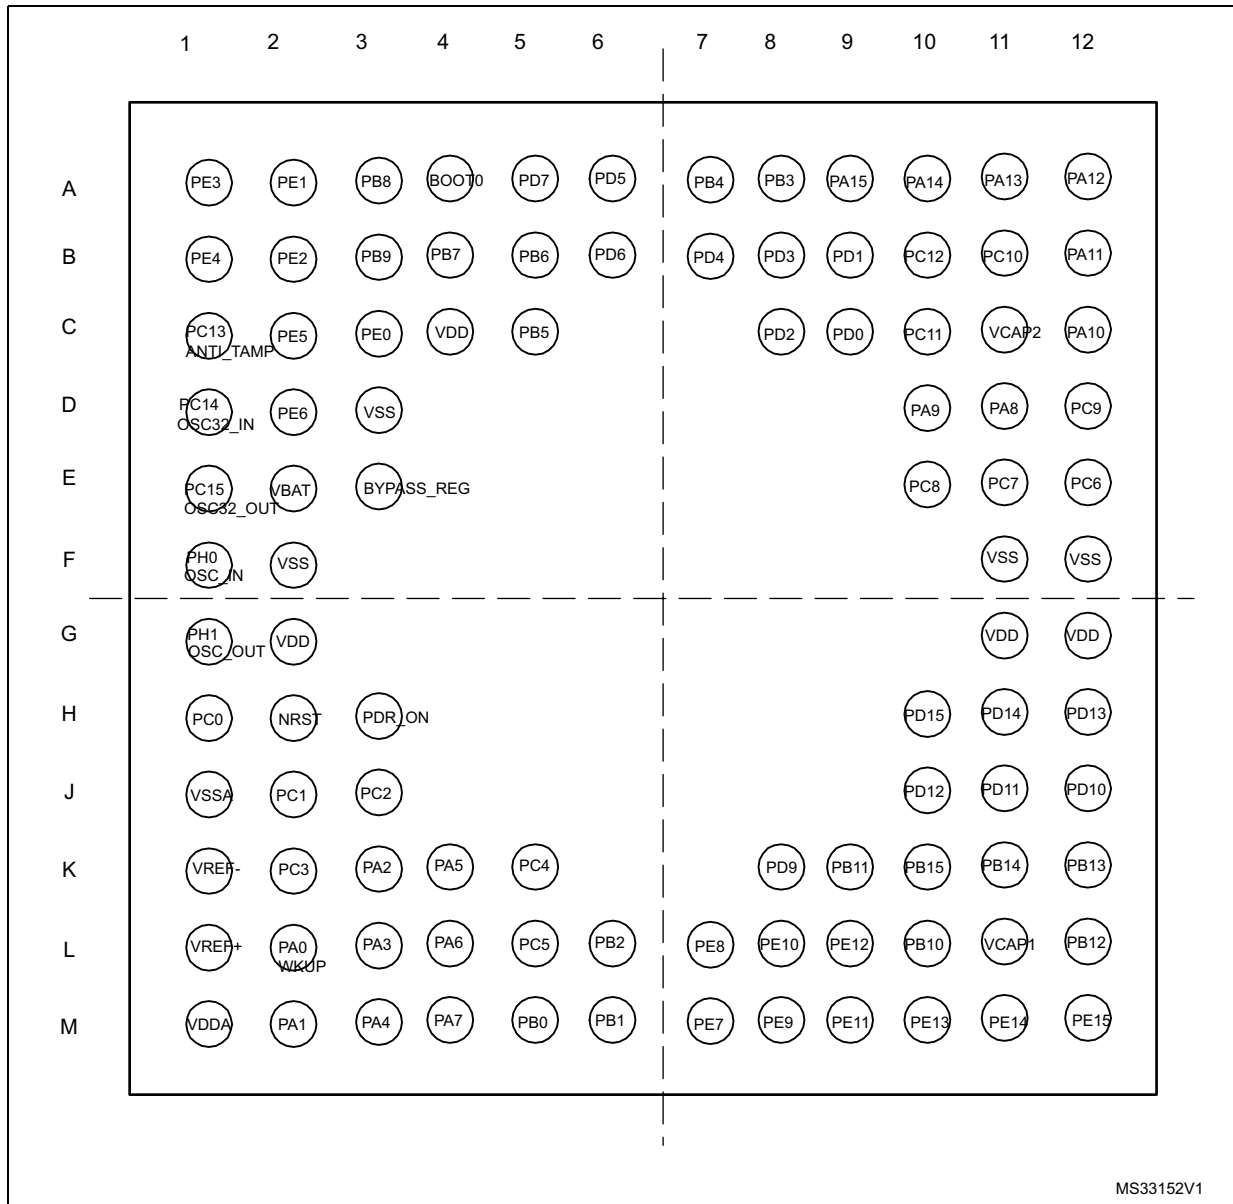 1 2 3 4 5 6 7 8 9 10 11 12
A PE3 PE1 PB8 BOOT0 PD7 PD5 PB4 PB3 PA15 PA14 PA13 PA12
B PE4 PE2 PB9 PB7 PB6 PD6 PD4 PD3 PD1 PC12 PC10 PA11
C PC13 PE5 PE0 VDD PB5 PD2 PD0 PC11 VCAP2 PA10
ANTI_TAMP
D PC14 PE6 VSS PA9 PA8 PC9
OSC32_IN
E PC15 VBAT BYPASS_REG PC8 PC7 PC6
OSC32_OUT
F PH0 VSS VSS VSS
OSC_IN
G PH1 VDD VDD VDD
OSC_OUT
H PC0 NRST PDR_ON PD15 PD14 PD13
J VSSA PC1 PC2 PD12 PD11 PD10
K VREF- PC3 PA2 PA5 PC4 PD9 PB11 PB15 PB14 PB13
L VREF+ PA0 PA3 PA6 PC5 PB2 PE8 PE10 PE12 PB10 VCAP1 PB12
WKUP
M VDDA PA1 PA4 PA7 PB0 PB1 PE7 PE9 PE11 PE13 PE14 PE15
MS33152V1